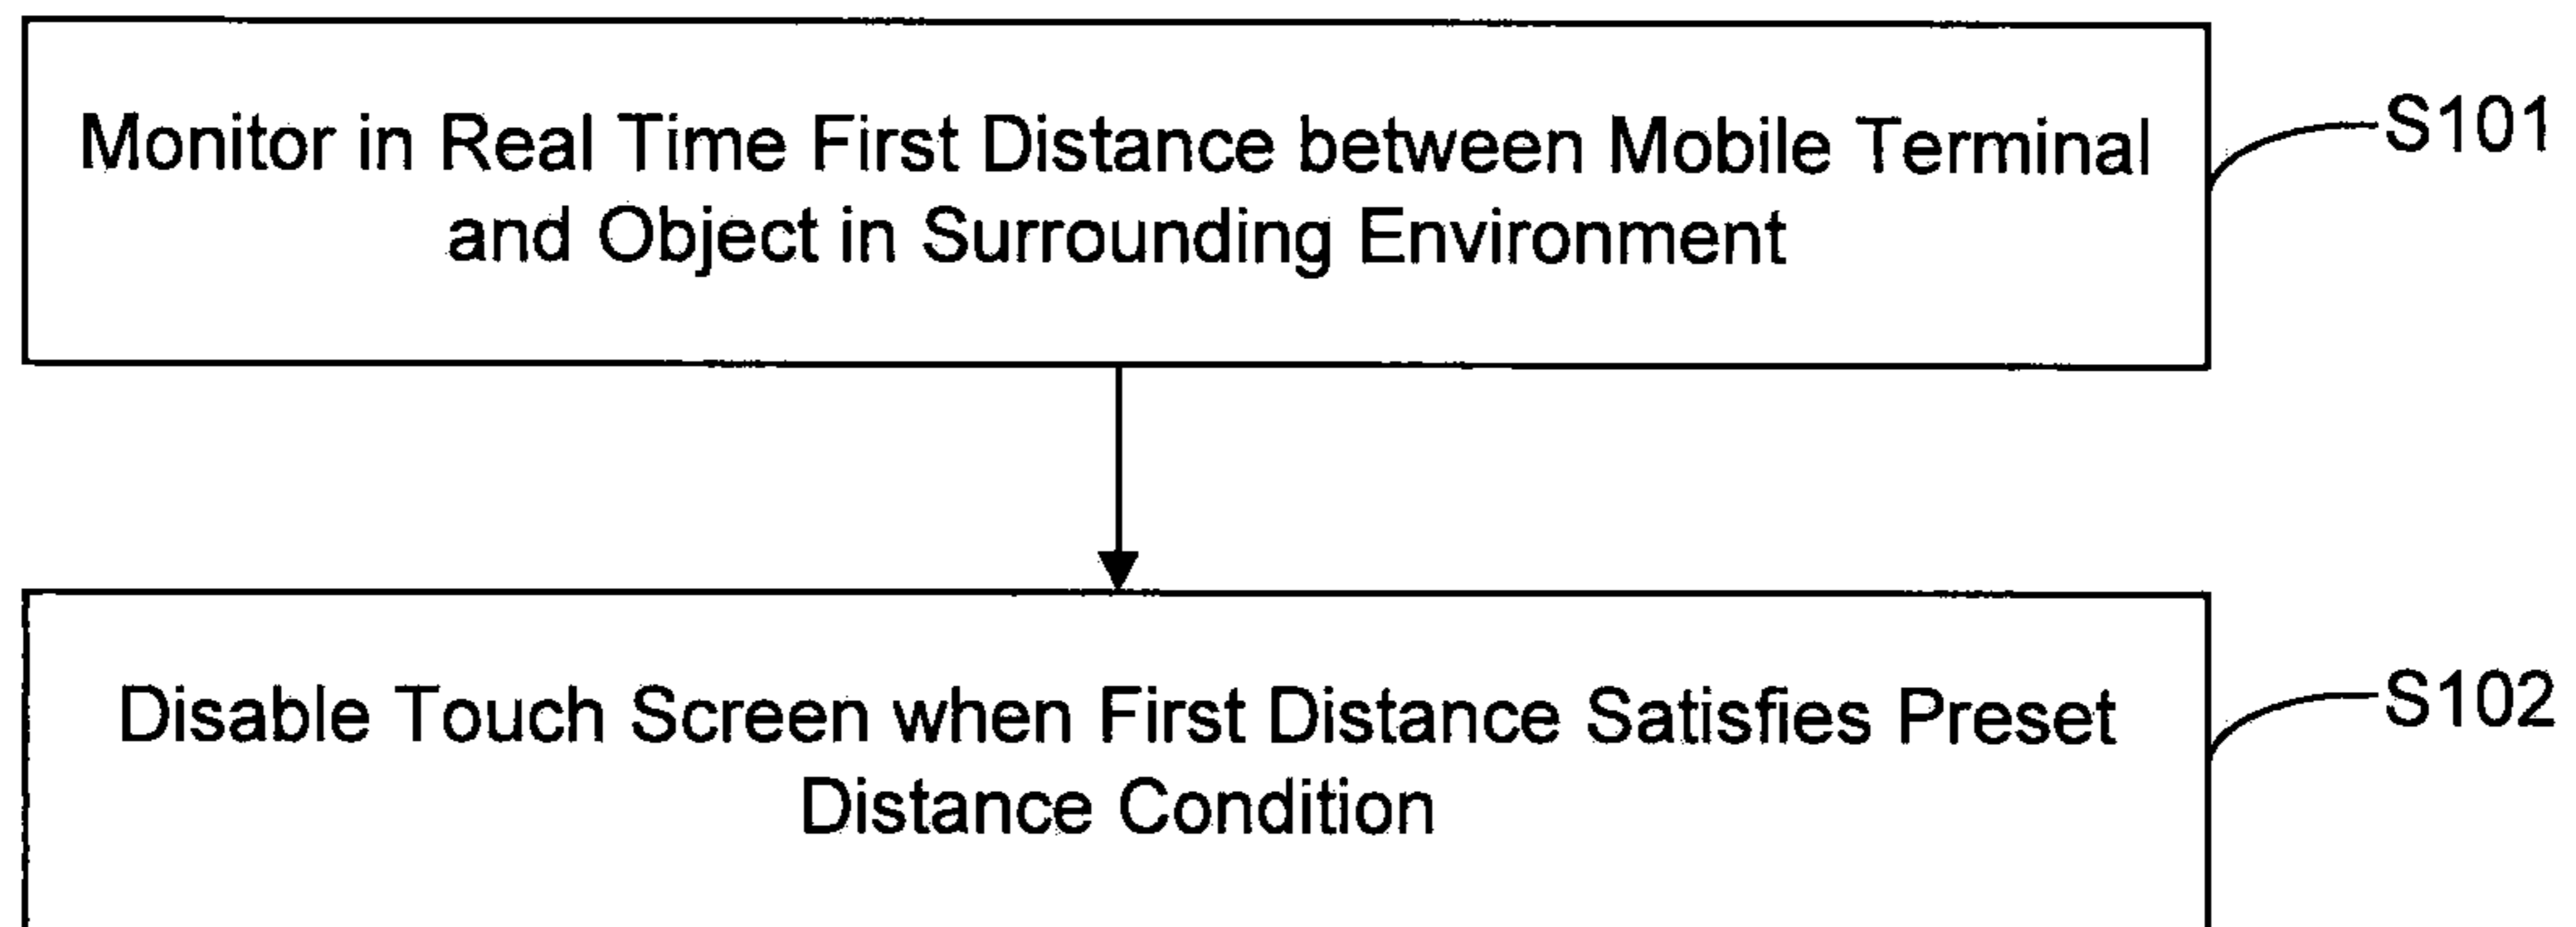 Monitor in Real Time First Distance between Mobile Terminal
and Object in Surrounding Environment
S101
Disable Touch Screen when First Distance Satisfies Preset
Distance Condition
S102